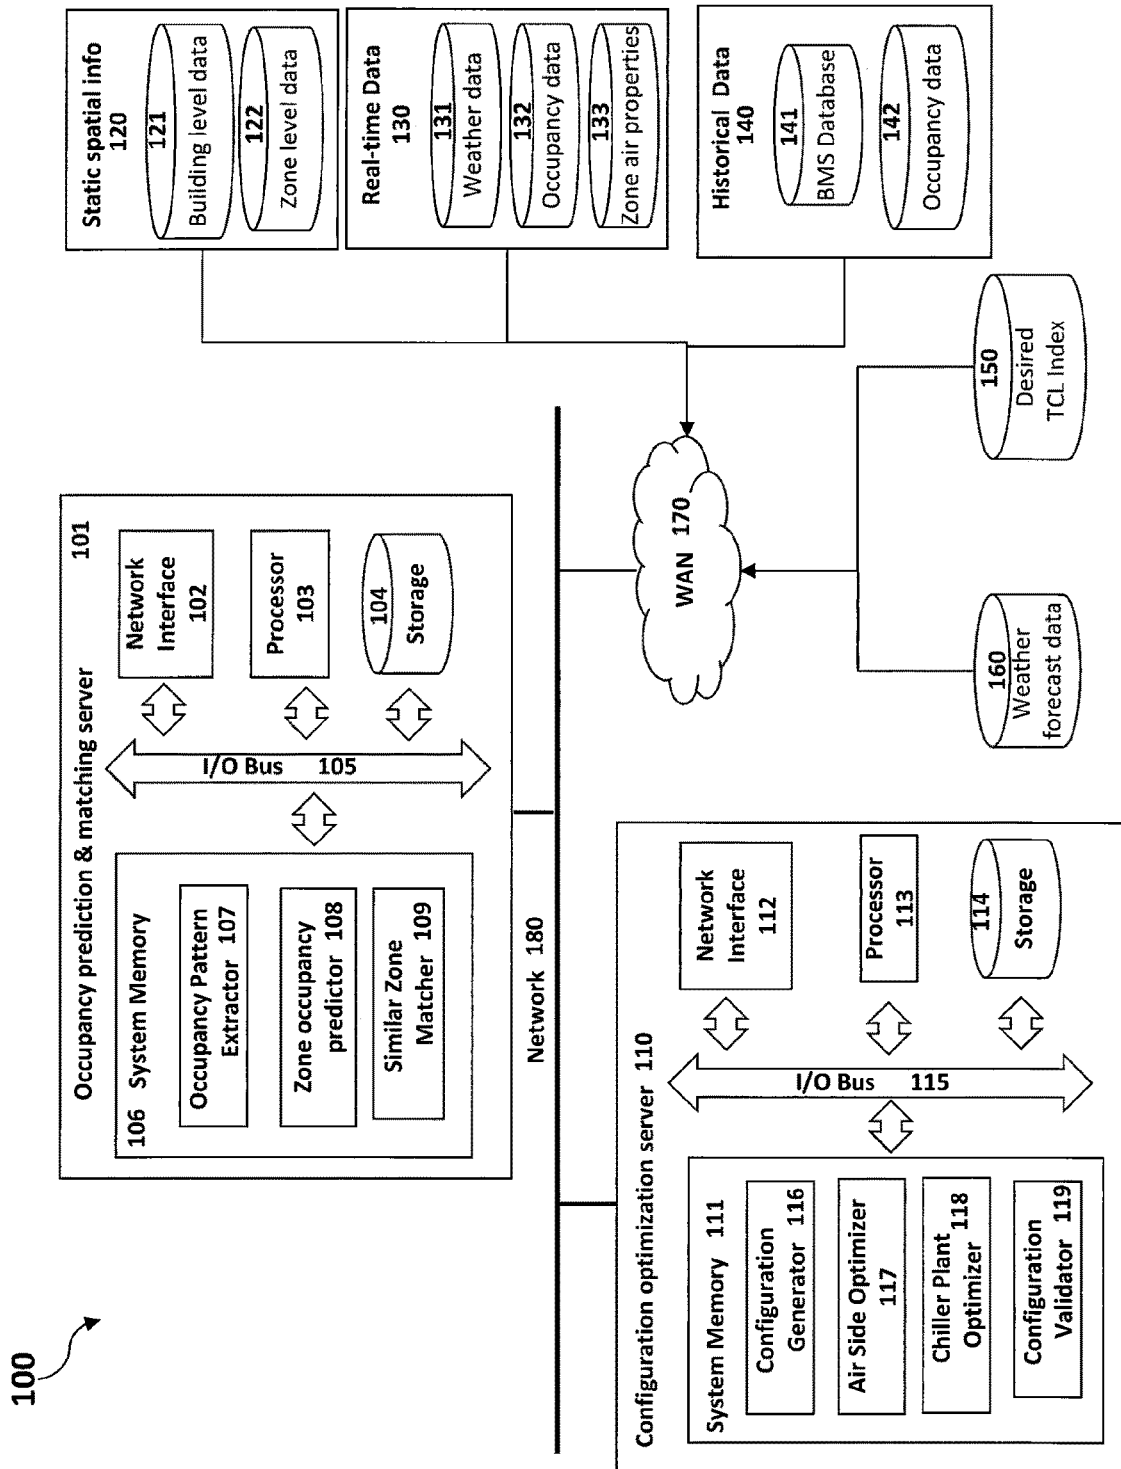 100
Occupancy prediction & matching server
101
106 System Memory
Occupancy Pattern
Extractor 107
Zone occupancy
predictor 108
Similar Zone
Matcher 109
I/O Bus 105
Network
Interface
102
Processor
103
104
Storage
Network 180
Configuration optimization server 110
System Memory 111
Configuration
Generator 116
Air Side Optimizer
117
Chiller Plant
Optimizer 118
Configuration
Validator 119
I/O Bus 115
Network
Interface
112
Processor
113
114
Storage
WAN 170
Static spatial info
120
121
Building level data
122
Zone level data
Real-time Data
130
131
Weather data
132
Occupancy data
133
Zone air properties
Historical Data
140
141
BMS Database
142
Occupancy data
150
Desired
TCL Index
160
Weather
forecast data